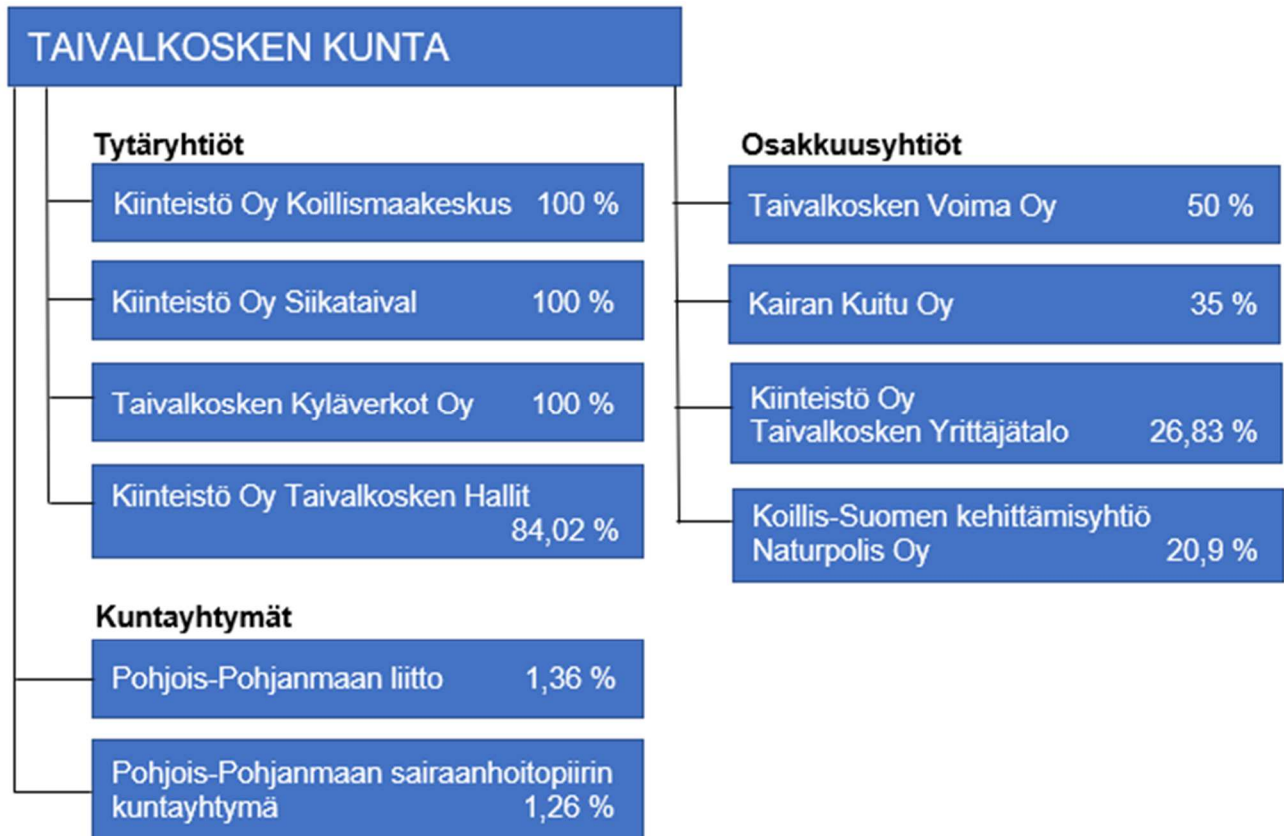 TAIVALKOSKEN KUNTA
Tytäryhtiöt
Kiinteistö Oy Koillismaakeskus 100 %
Kiinteistö Oy Siikataival 100 %
Taivalkosken Kyläverkot Oy 100 %
Kiinteistö Oy Taivalkosken Hallit
84,02 %
Kuntayhtymät
Pohjois-Pohjanmaan liitto 1,36 %
Pohjois-Pohjanmaan sairaanhoitopiirin
kuntayhtymä 1,26 %
Osakkuusyhtiöt
Taivalkosken Voima Oy 50 %
Kairan Kuitu Oy 35 %
Kiinteistö Oy
Taivalkosken Yrittäjätalo 26,83 %
Koillis-Suomen kehittämisyhtiö
Naturpolis Oy 20,9 %